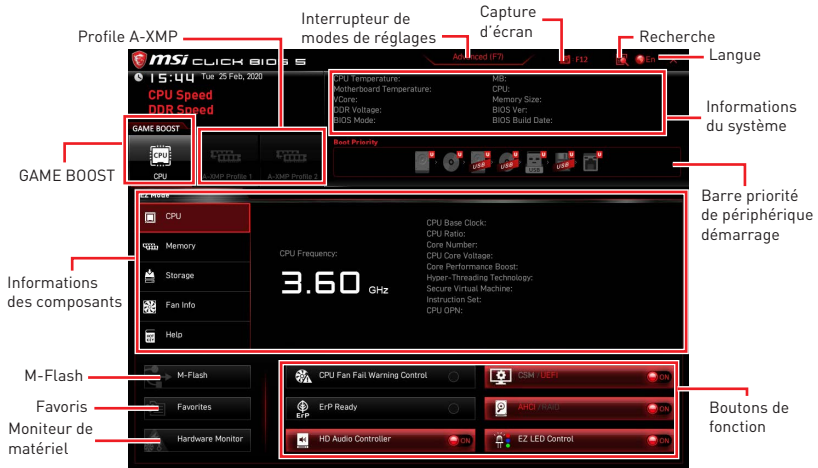 Profile A-XMP
Interrupteur de
modes de réglages
Capture
d'écran
Recherche
Langue
msi CLICK BIOS 5
Advanced (F7)
F12
En
15:44 Tue 25 Feb, 2020
CPU Speed
DDR Speed
CPU Temperature:
Motherboard Temperature:
VCore:
DDR Voltage:
BIOS Mode:
MB:
CPU:
Memory Size:
BIOS Ver:
BIOS Build Date:
Informations
du système
GAME BOOST
CPU
CPU
A-XMP Profile 1
A-XMP Profile 2
Boot Priority
U
U
USB U
USB U
USB U
USB U
U
GAME BOOST
Barre priorité
de périphérique
démarrage
EZ Mode
CPU
Memory
Storage
Fan Info
Help
CPU Frequency:
3.60 GHz
CPU Base Clock:
CPU Ratio:
Core Number:
CPU Core Voltage:
Core Performance Boost:
Hyper-Threading Technology:
Secure Virtual Machine:
Instruction Set:
CPU OPN:
Informations
des composants
M-Flash
Favoris
Moniteur de
matériel
M-Flash
Favorites
Hardware Monitor
CPU Fan Fail Warning Control
CSM /UEFI
ON
ErP
ErP Ready
AHCI /RAID
ON
HD Audio Controller
ON
EZ LED Control
ON
Boutons de
fonction